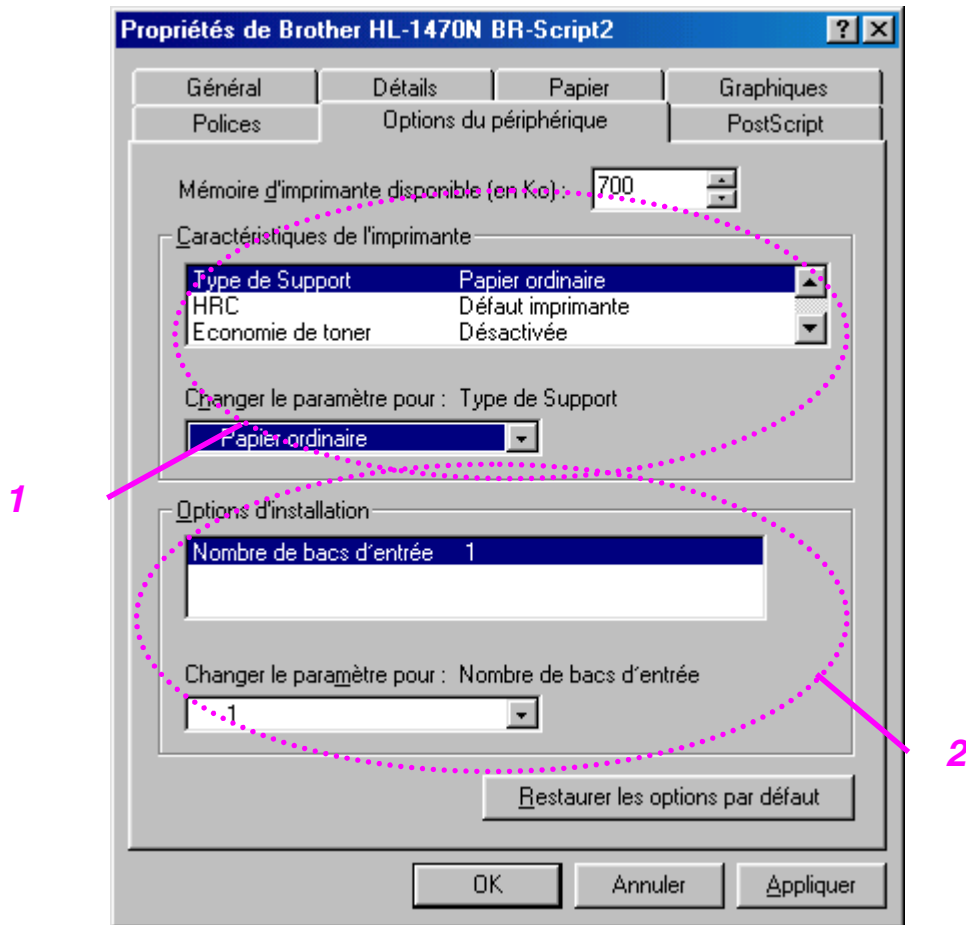 Propriétés de Brother HL-1470N BR-Script2
Général Détails Papier Graphiques
Polices Options du périphérique PostScript
Mémoire d'imprimante disponible (en Ko) : 700
Caractéristiques de l'imprimante
Type de Support Papier ordinaire
HRC Défaut imprimante
Economie de toner Désactivée
Changer le paramètre pour : Type de Support
Papier ordinaire
1
Options d'installation
Nombre de bacs d´entrée 1
Changer le paramètre pour : Nombre de bacs d´entrée
1
2
Restaurer les options par défaut
OK Annuler Appliquer